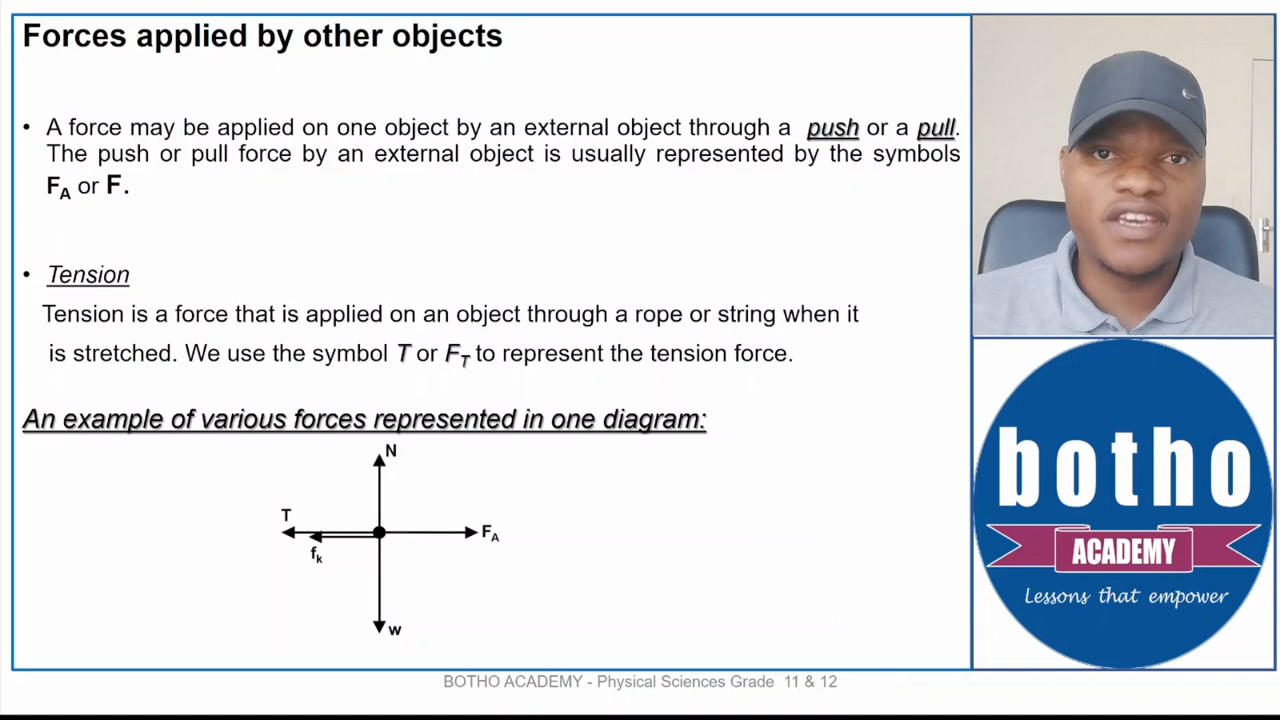 Forces applied by other objects
• A force may be applied on one object by an external object through a push or a pull.
The push or pull force by an external object is usually represented by the symbols
FA or F.
• Tension
Tension is a force that is applied on an object through a rope or string when it
is stretched. We use the symbol T or FT to represent the tension force.
An example of various forces represented in one diagram:
N
T
FA
fk
w
botho
ACADEMY
Lessons that empower
BOTHO ACADEMY - Physical Sciences Grade 11 & 12